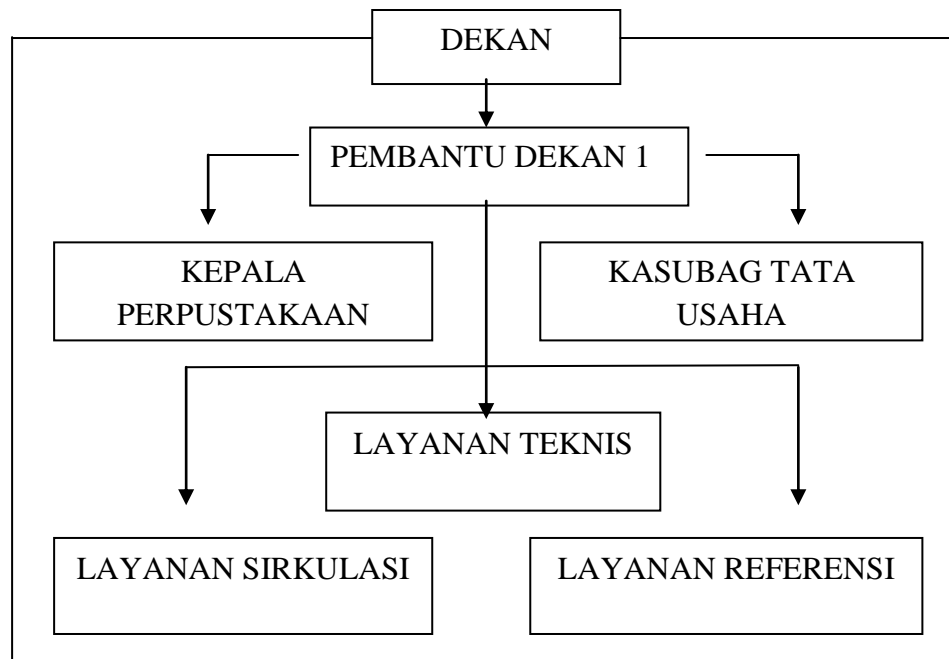 DEKAN
PEMBANTU DEKAN 1
KEPALA
PERPUSTAKAAN
KASUBAG TATA
USAHA
LAYANAN TEKNIS
LAYANAN SIRKULASI
LAYANAN REFERENSI